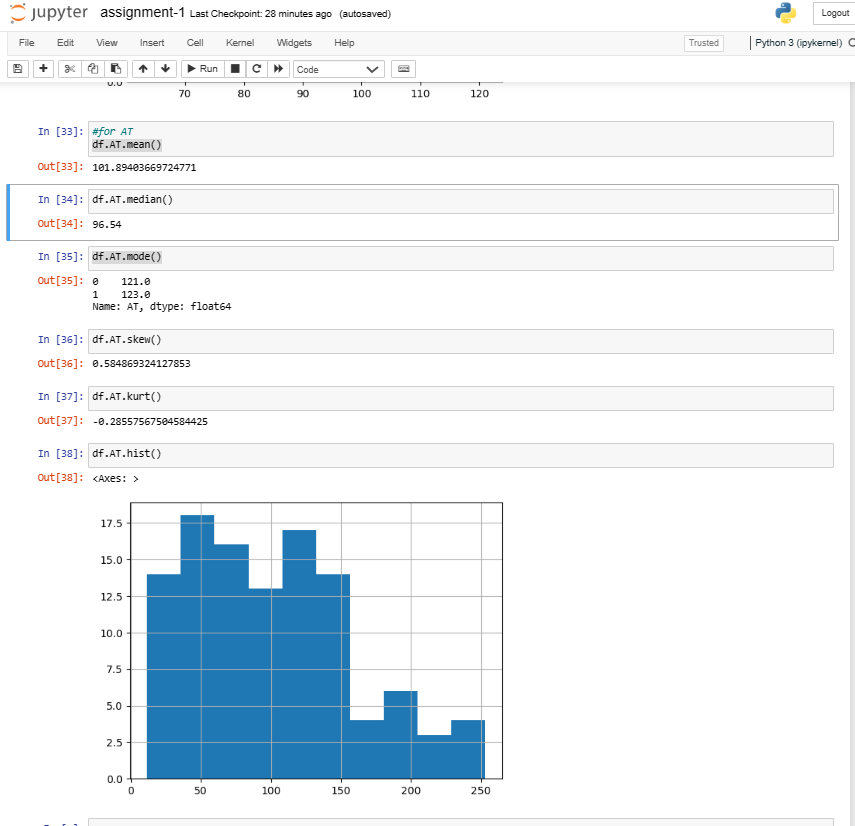 jupyter assignment-1 Last Checkpoint: 28 minutes ago (autosaved) Logout
File Edit View Insert Cell Kernel Widgets Help Trusted Python 3 (ipykernel)
Run Code
0.0
70 80 90 100 110 120
In [33]: #for AT
df.AT.mean()
Out[33]: 101.89403669724771
In [34]: df.AT.median()
Out[34]: 96.54
In [35]: df.AT.mode()
Out[35]: 0 121.0
1 123.0
Name: AT, dtype: float64
In [36]: df.AT.skew()
Out[36]: 0.584869324127853
In [37]: df.AT.kurt()
Out[37]: -0.28557567504584425
In [38]: df.AT.hist()
Out[38]: <Axes: >
17.5
15.0
12.5
10.0
7.5
5.0
2.5
0.0
0 50 100 150 200 250